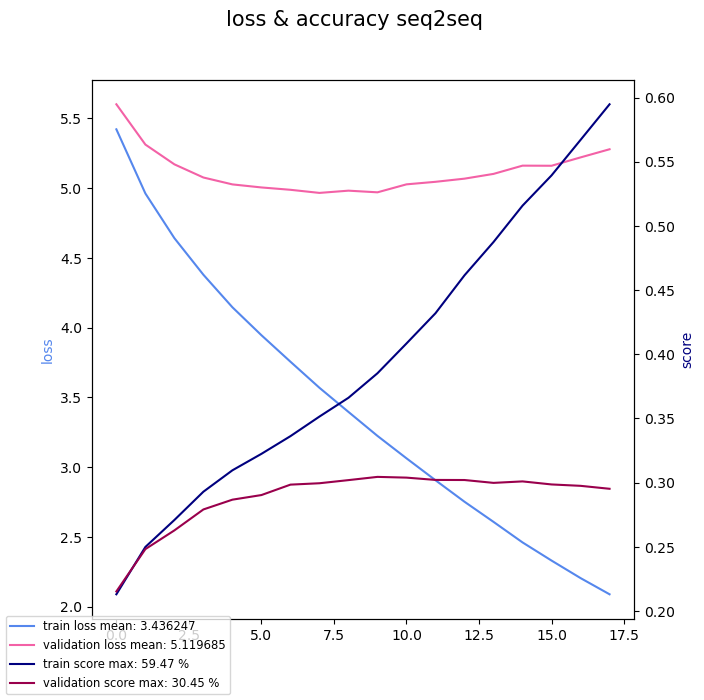 loss & accuracy seq2seq
5.5
5.0
4.5
4.0
3.5
3.0
2.5
2.0
loss
0.60
0.55
0.50
0.45
0.40
0.35
0.30
0.25
0.20
score
0.0 2.5 5.0 7.5 10.0 12.5 15.0 17.5
train loss mean: 3.436247
validation loss mean: 5.119685
train score max: 59.47 %
validation score max: 30.45 %